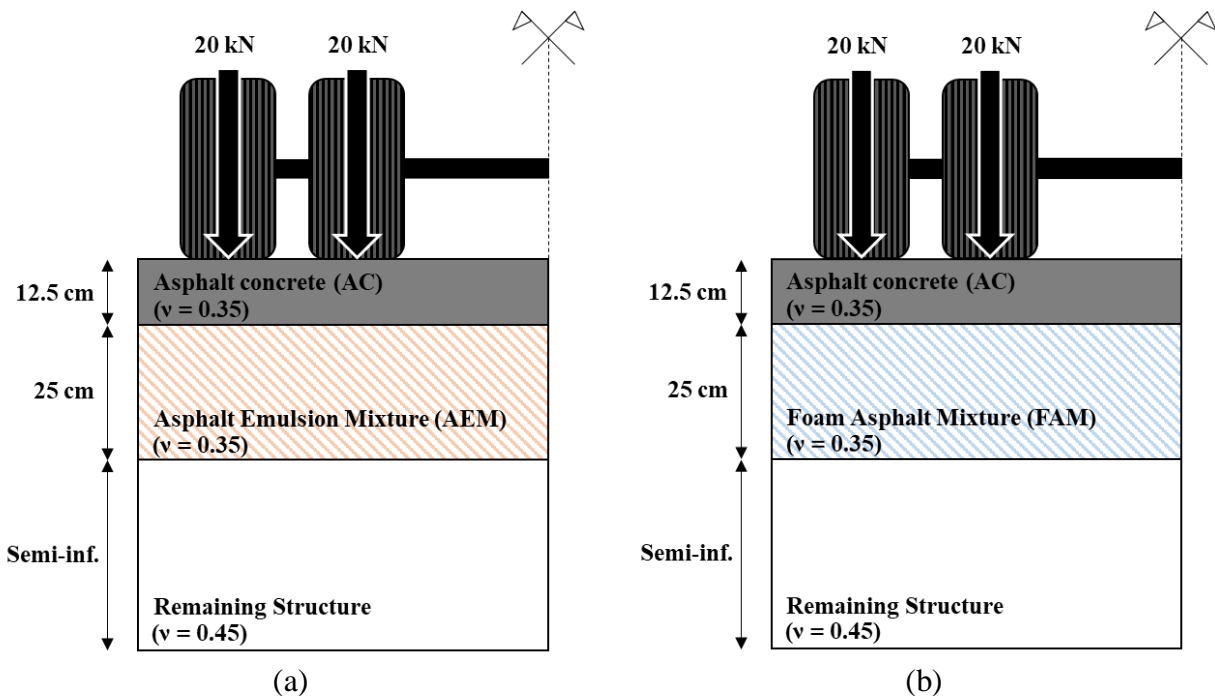 20 kN 20 kN
12.5 cm
Asphalt concrete (AC)
(ν = 0.35)
25 cm
Asphalt Emulsion Mixture (AEM)
(ν = 0.35)
Semi-inf.
Remaining Structure
(ν = 0.45)
(a)
20 kN 20 kN
12.5 cm
Asphalt concrete (AC)
(ν = 0.35)
25 cm
Foam Asphalt Mixture (FAM)
(ν = 0.35)
Semi-inf.
Remaining Structure
(ν = 0.45)
(b)